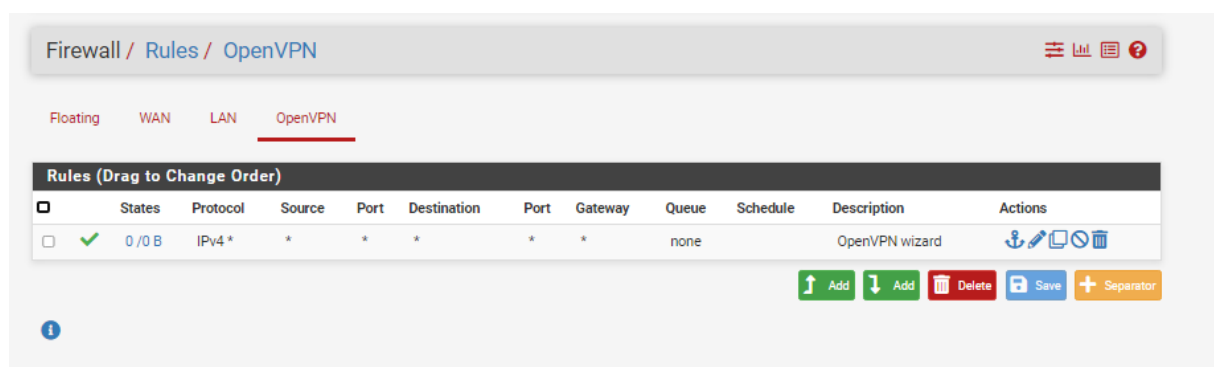 Firewall / Rules / OpenVPN
Floating WAN LAN OpenVPN
Rules (Drag to Change Order)
States Protocol Source Port Destination Port Gateway Queue Schedule Description Actions
0 /0 B IPv4 * * * * * * none OpenVPN wizard
Add Add Delete Save Separator